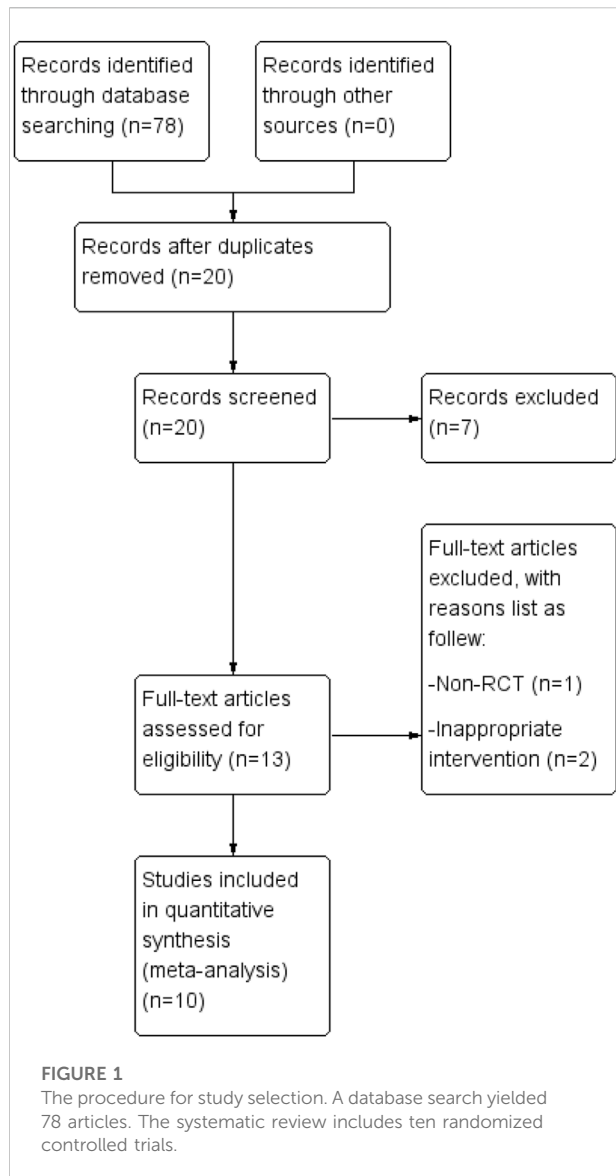 Records identified
through database
searching (n=78)
Records identified
through other
sources (n=0)
Records after duplicates
removed (n=20)
Records screened
(n=20)
Records excluded
(n=7)
Full-text articles
excluded, with
reasons list as
follew:
-Non-RCT (n=1)
-Inappropriate
intervention (n=2)
Full-text articles
assessed for
eligibility (n=13)
Studies included
in quantitative
synthesis
(meta-analysis)
(n=10)
FIGURE 1
The procedure for study selection. A database search yielded
78 articles. The systematic review includes ten randomized
controlled trials.